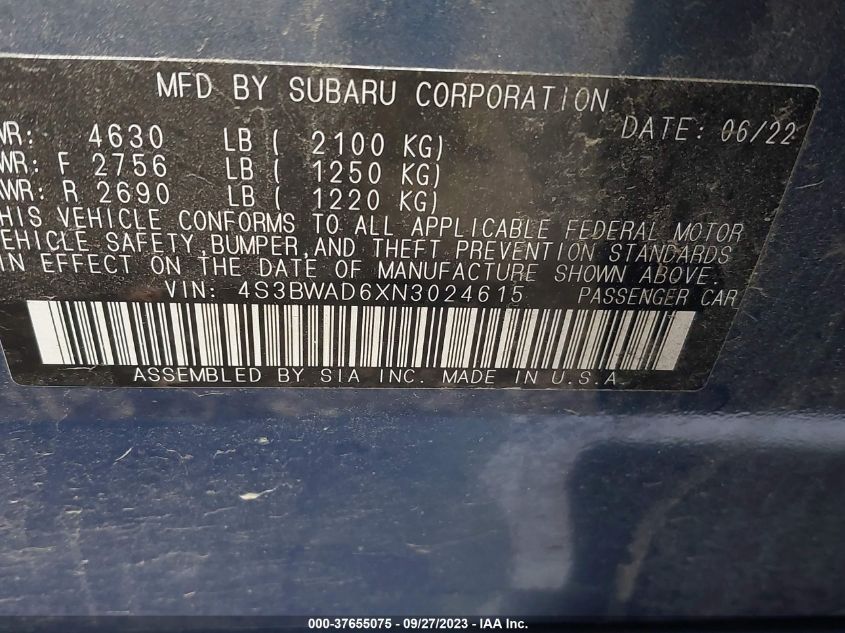 MFD BY SUBARU CORPORATION
DATE: 06/22
WR: 4630 LB ( 2100 KG)
WR: F 2756 LB ( 1250 KG)
AWR: R 2690 LB ( 1220 KG)
HIS VEHICLE CONFORMS TO ALL APPLICABLE FEDERAL MOTOR
EHICLE SAFETY, BUMPER, AND THEFT PREVENTION STANDARDS
IN EFFECT ON THE DATE OF MANUFACTURE SHOWN ABOVE.
VIN: 4S3BWAD6XN3024615 PASSENGER CAR
ASSEMBLED BY SIA INC. MADE IN U.S.A.
000-37655075 - 09/27/2023 - IAA Inc.